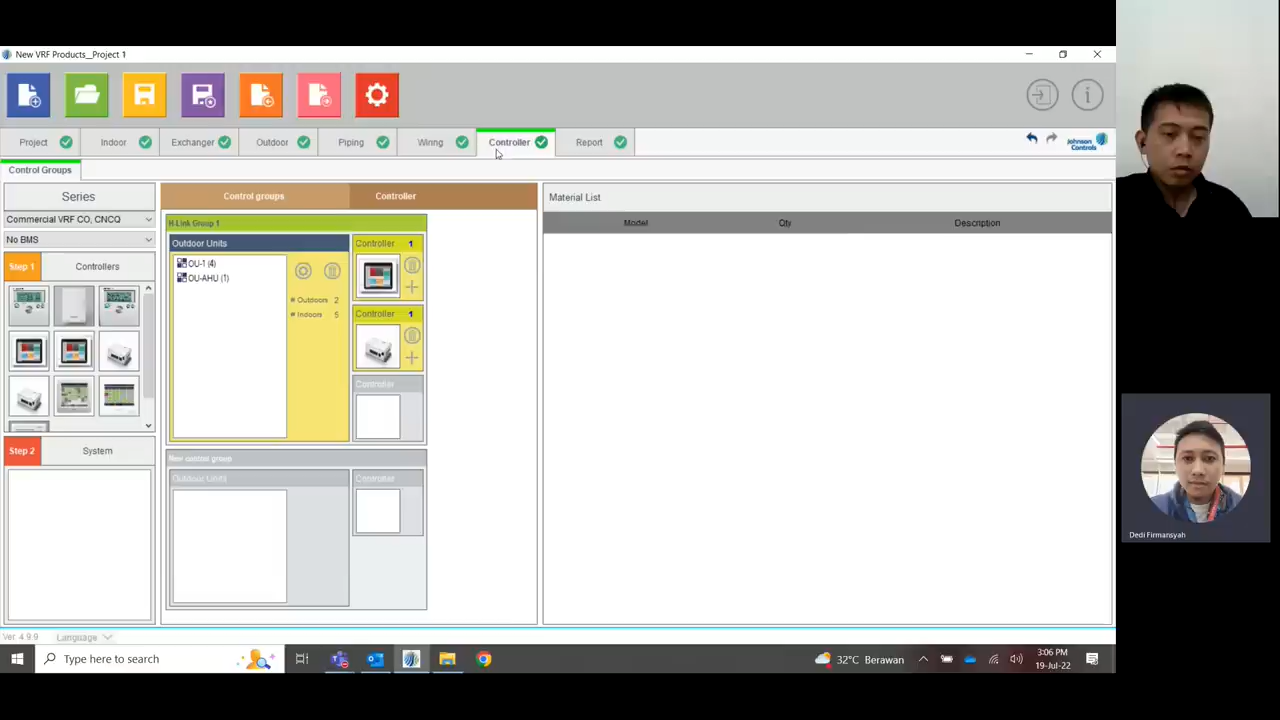 New VRF Products__Project 1
Project
Indoor
Exchanger
Outdoor
Piping
Wiring
Controller
Report
Johnson Controls
Control Groups
Series
Commercial VRF CO, CNCQ
No BMS
Step 1
Controllers
Step 2
System
Control groups
Controller
H-Link Group 1
Outdoor Units
OU-1 (4)
OU-AHU (1)
# Outdoors 2
# Indoors 5
Controller 1
Controller 1
Controller
New control group
Outdoor Units
Controller
Material List
Model
Qty
Description
Ver 4.9.9
Language
Type here to search
32°C Berawan
3:06 PM
19-Jul-22
Dedi Firmansyah